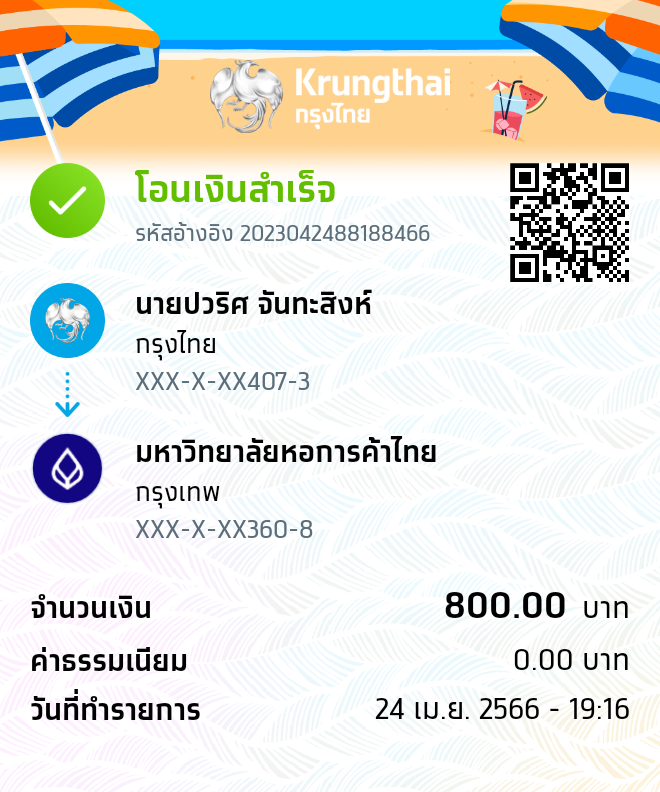 Krungthai
กรุงไทย
โอนเงินสำเร็จ
รหัสอ้างอิง 2023042488188466
นายปวริศ จันทะสิงห์
กรุงไทย
XXX-X-XX407-3
มหาวิทยาลัยหอการค้าไทย
กรุงเทพ
XXX-X-XX360-8
จำนวนเงิน 800.00 บาท
ค่าธรรมเนียม 0.00 บาท
วันที่ทำรายการ 24 เม.ย. 2566 - 19:16